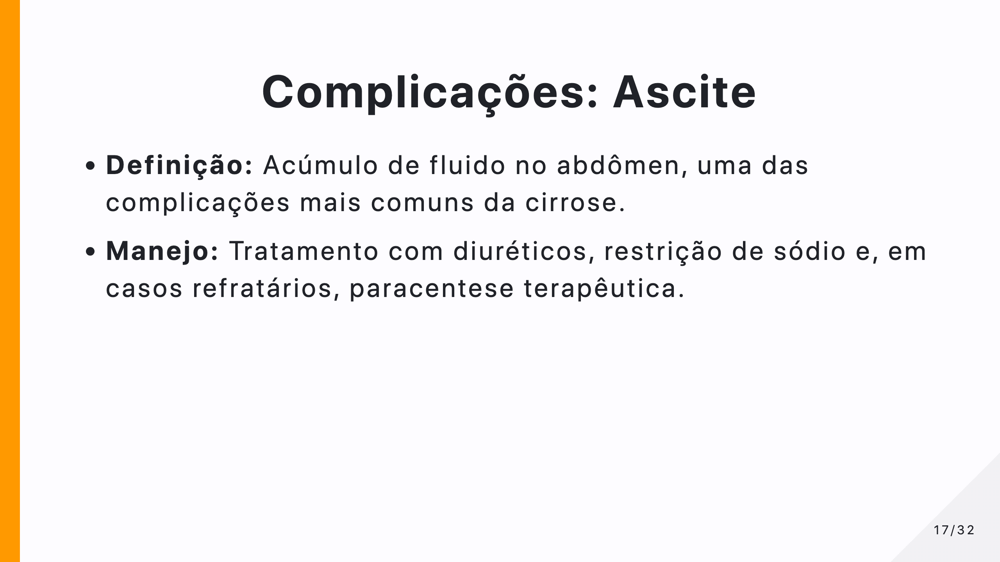 Complicações: Ascite
• Definição: Acúmulo de fluido no abdômen, uma das
complicações mais comuns da cirrose.
• Manejo: Tratamento com diuréticos, restrição de sódio e, em
casos refratários, paracentese terapêutica.
17/32